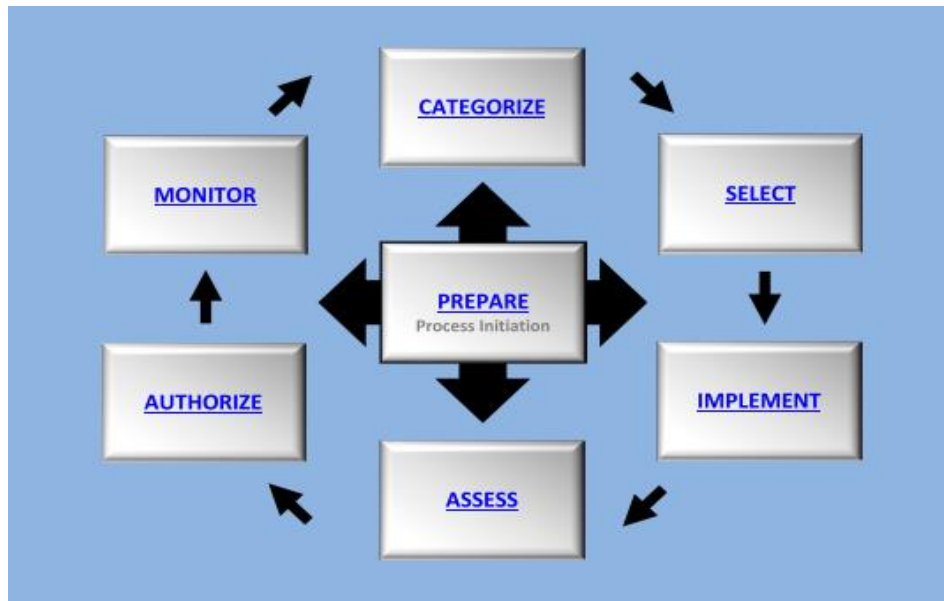 CATEGORIZE
MONITOR
SELECT
PREPARE
Process Initiation
AUTHORIZE
IMPLEMENT
ASSESS